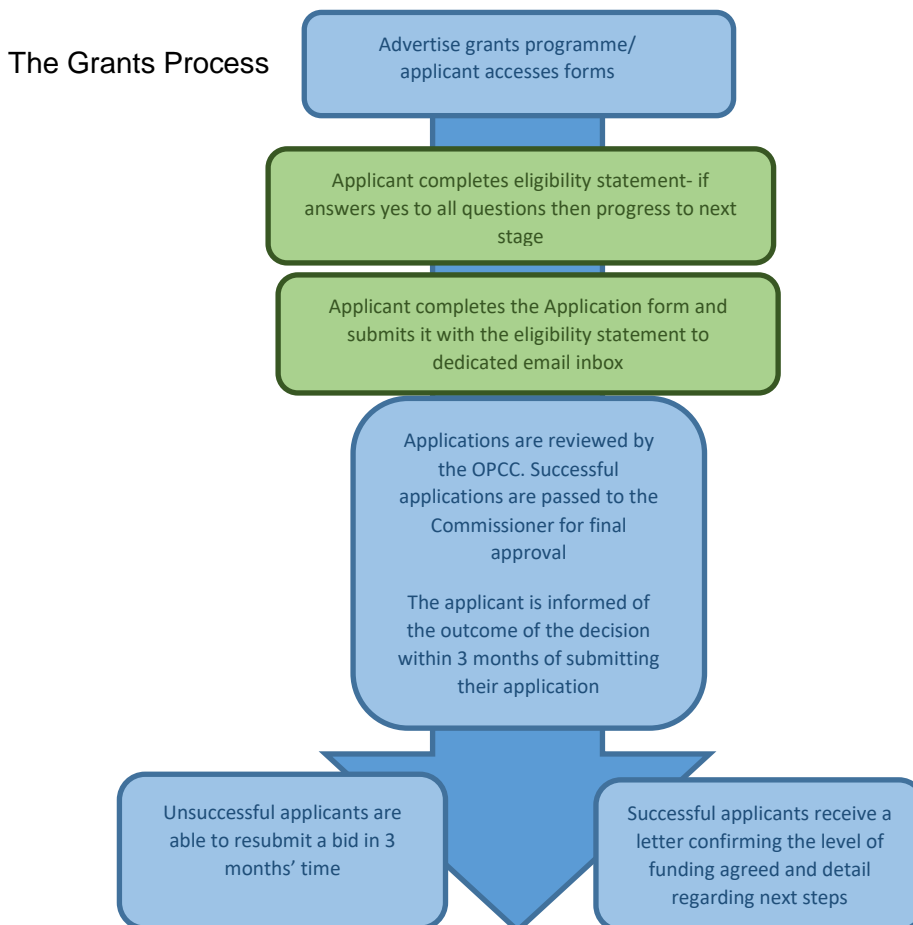 The Grants Process
Advertise grants programme/
applicant accesses forms
Applicant completes eligibility statement- if
answers yes to all questions then progress to next
stage
Applicant completes the Application form and
submits it with the eligibility statement to
dedicated email inbox
Applications are reviewed by
the OPCC. Successful
applications are passed to the
Commissioner for final
approval
The applicant is informed of
the outcome of the decision
within 3 months of submitting
their application
Unsuccessful applicants are
able to resubmit a bid in 3
months’ time
Successful applicants receive a
letter confirming the level of
funding agreed and detail
regarding next steps